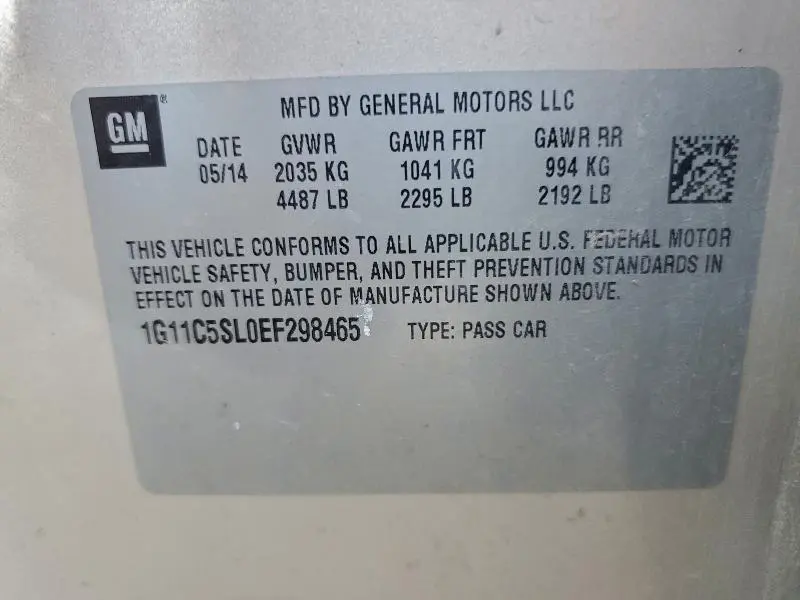 GM ®
MFD BY GENERAL MOTORS LLC
DATE GVWR GAWR FRT GAWR RR
05/14 2035 KG 1041 KG 994 KG
4487 LB 2295 LB 2192 LB
THIS VEHICLE CONFORMS TO ALL APPLICABLE U.S. FEDERAL MOTOR
VEHICLE SAFETY, BUMPER, AND THEFT PREVENTION STANDARDS IN
EFFECT ON THE DATE OF MANUFACTURE SHOWN ABOVE.
1G11C5SL0EF298465 TYPE: PASS CAR